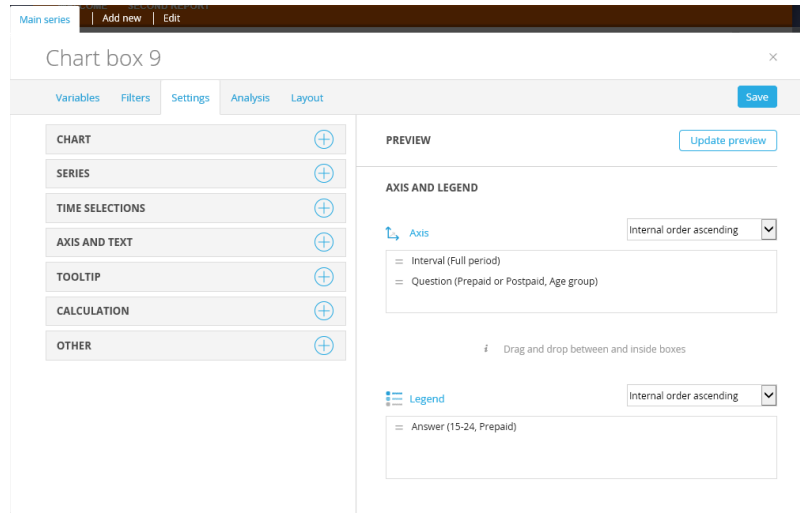 COME SECOND REPORT
Main series Add new Edit
Chart box 9
Variables Filters Settings Analysis Layout Save
CHART
SERIES
TIME SELECTIONS
AXIS AND TEXT
TOOLTIP
CALCULATION
OTHER
PREVIEW Update preview
AXIS AND LEGEND
Axis Internal order ascending
= Interval (Full period)
= Question (Prepaid or Postpaid, Age group)
i Drag and drop between and inside boxes
Legend Internal order ascending
= Answer (15-24, Prepaid)